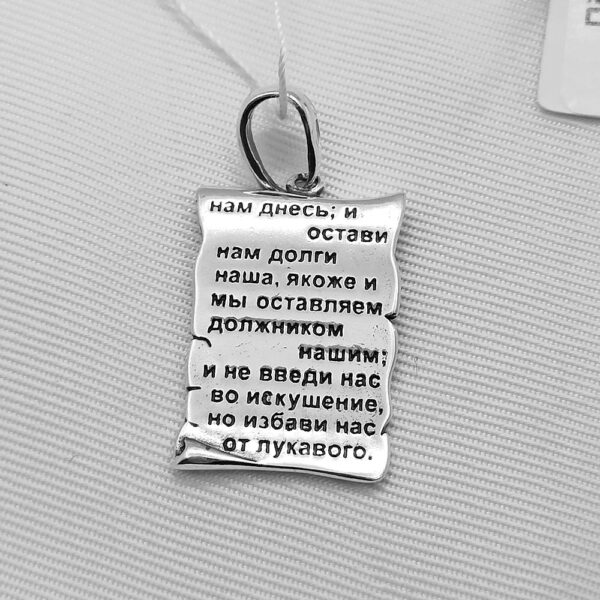 нам днесь; и
остави
нам долги
наша, якоже и
мы оставляем
должником
нашим;
и не введи нас
во искушение,
но избави нас
от лукавого.